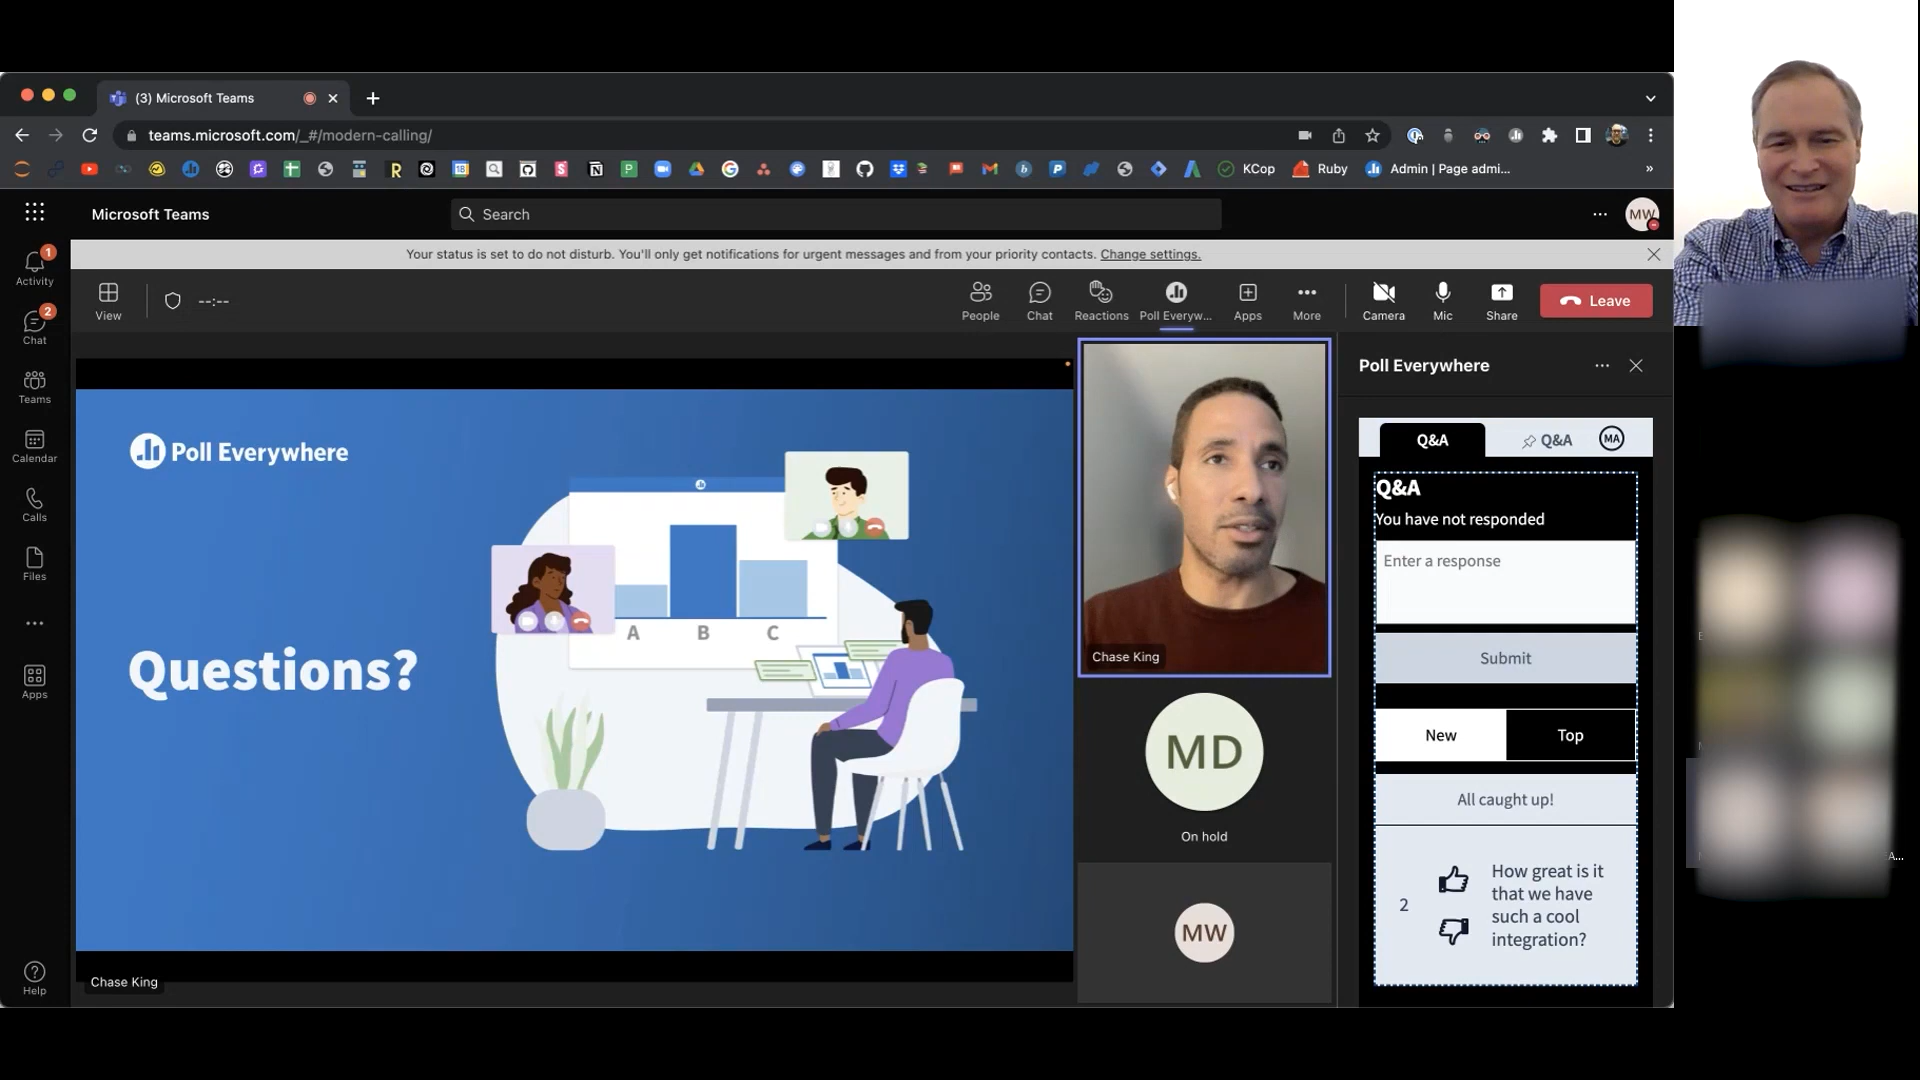 (3) Microsoft Teams
teams.microsoft.com/_#/modern-calling/
KCop
Ruby
Admin | Page admi...
»
Microsoft Teams
Search
MW
Your status is set to do not disturb. You'll only get notifications for urgent messages and from your priority contacts. Change settings.
1
Activity
2
Chat
Teams
Calendar
Calls
Files
Apps
Help
View
--:--
People
Chat
Reactions
Poll Everyw...
Apps
More
Camera
Mic
Share
Leave
Poll Everywhere
Questions?
A B C
Chase King
Chase King
MD
On hold
MW
Poll Everywhere
Q&A
Q&A
MA
Q&A
You have not responded
Enter a response
Submit
New
Top
All caught up!
2
How great is it
that we have
such a cool
integration?
A...